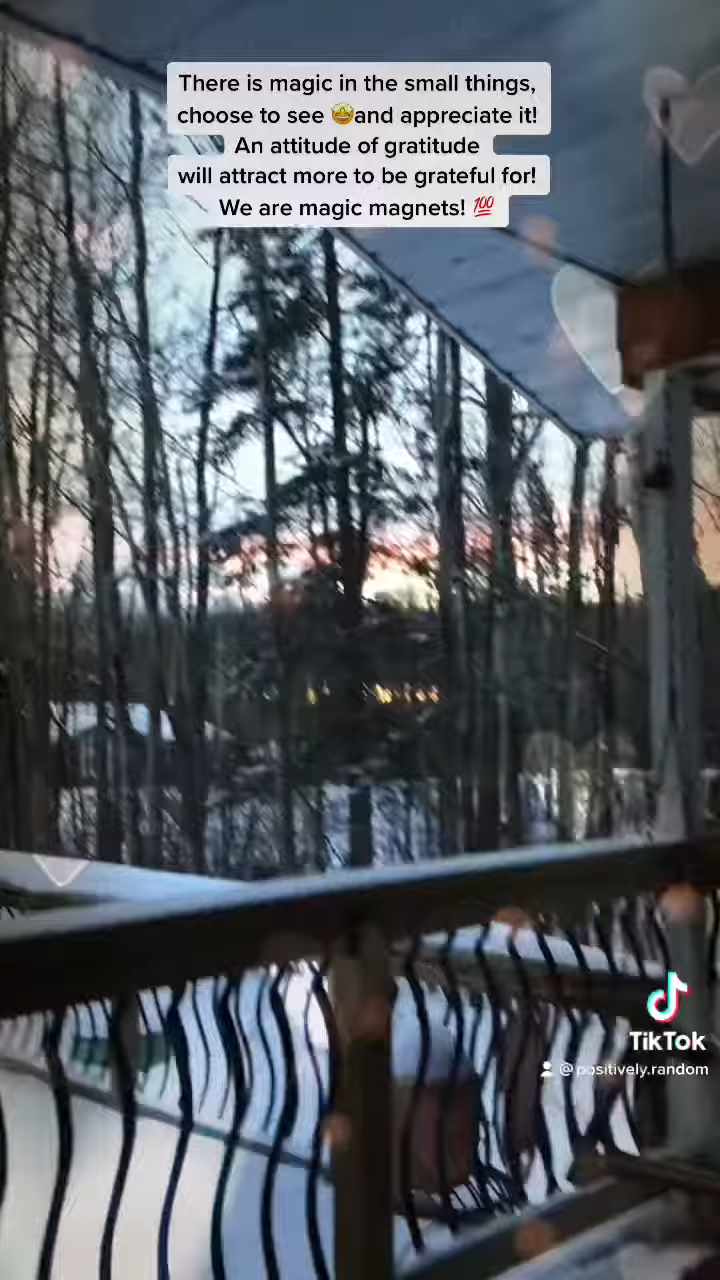 There is magic in the small things,
choose to see 🤩and appreciate it!
An attitude of gratitude
will attract more to be grateful for!
We are magic magnets! 💯
TikTok
@positively.random